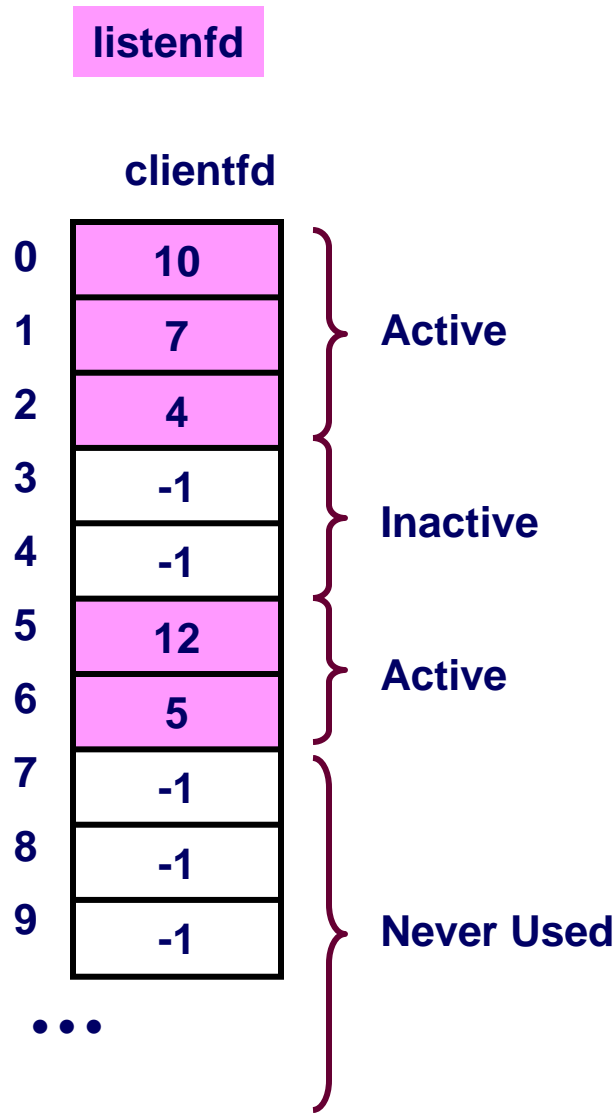 listenfd
clientfd
0 10
1 7 Active
2 4
3 -1
Inactive
4 -1
5 12
Active
6 5
7 -1
8 -1
9 -1 Never Used
•••